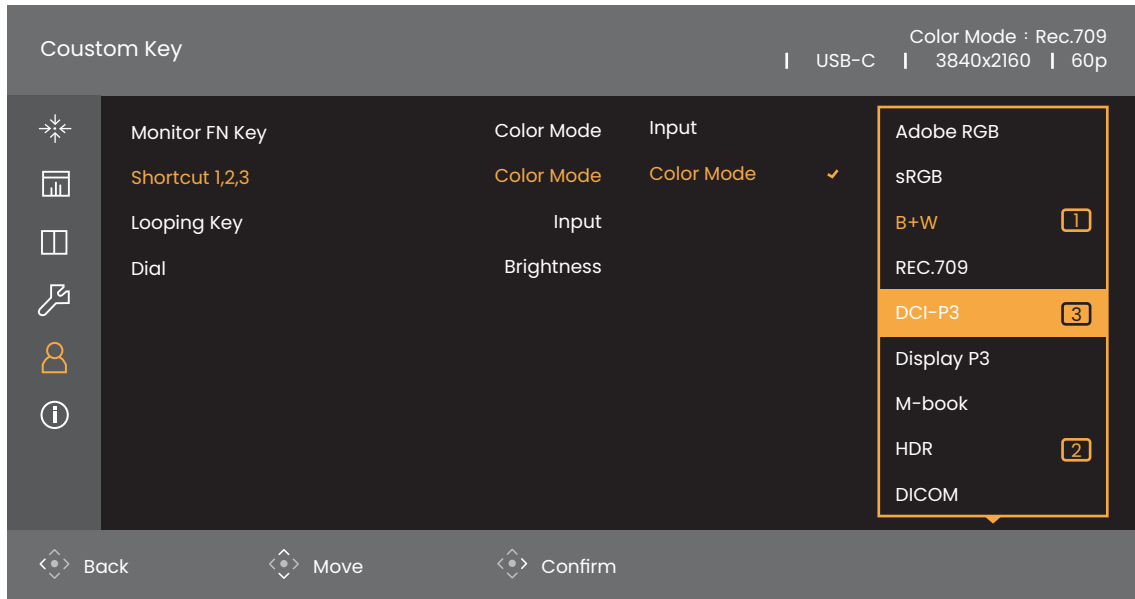 Coustom Key
Color Mode : Rec.709
| USB-C | 3840x2160 | 60p
Monitor FN Key Color Mode Input Adobe RGB
Shortcut 1,2,3 Color Mode Color Mode sRGB
Looping Key Input B+W 1
Dial Brightness REC.709
DCI-P3 3
Display P3
M-book
HDR 2
DICOM
Back Move Confirm